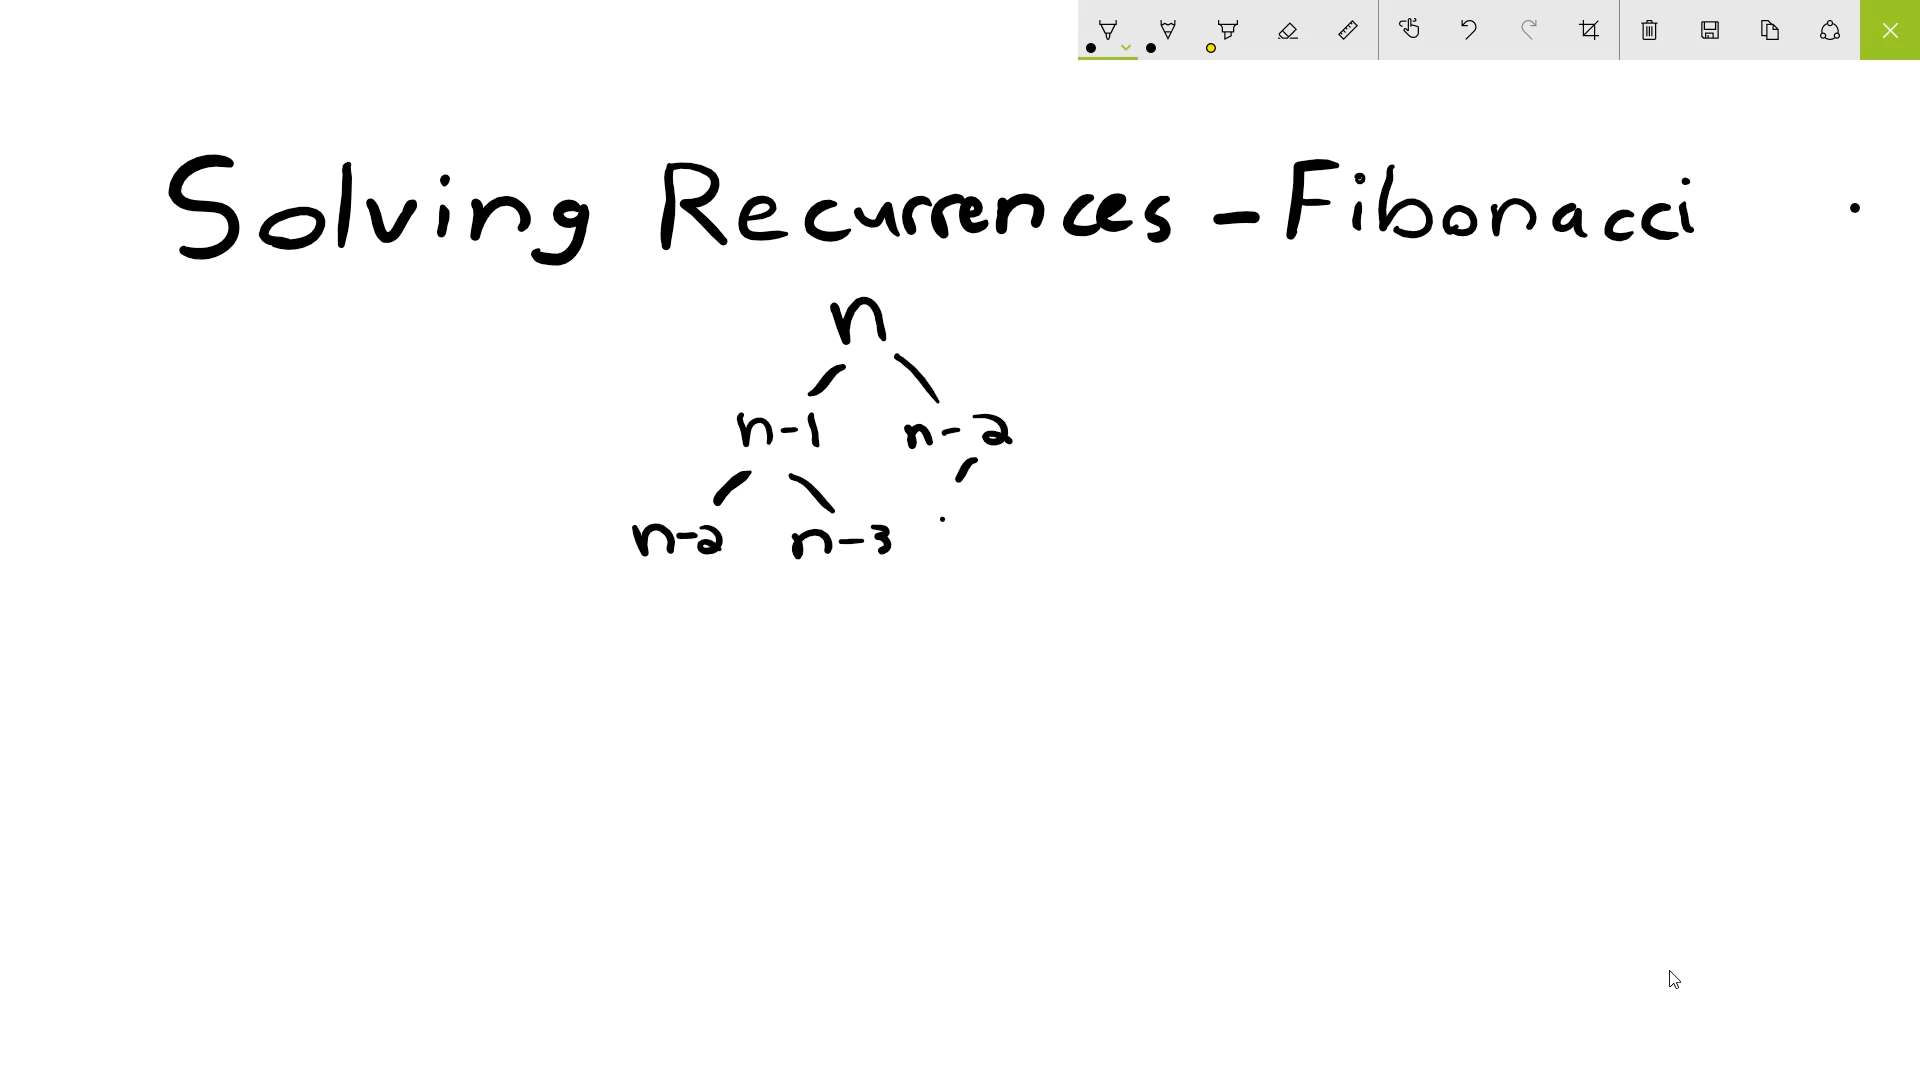 Solving Recurrences - Fibonacci
n
n-1 n-2
n-2 n-3